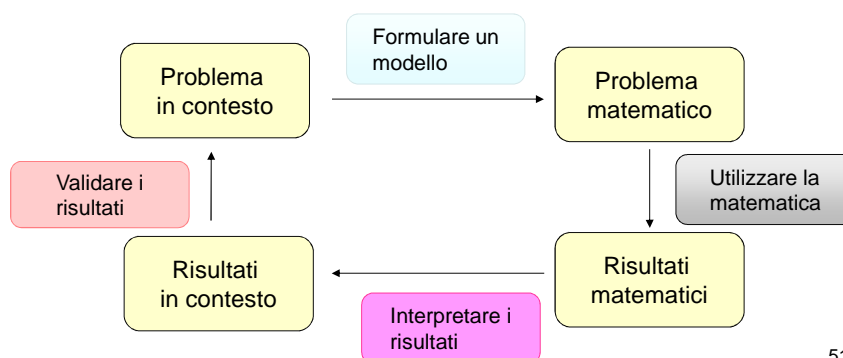 Formulare un
modello
Problema
in contesto
Problema
matematico
Validare i
risultati
Utilizzare la
matematica
Risultati
in contesto
Risultati
matematici
Interpretare i
risultati
51